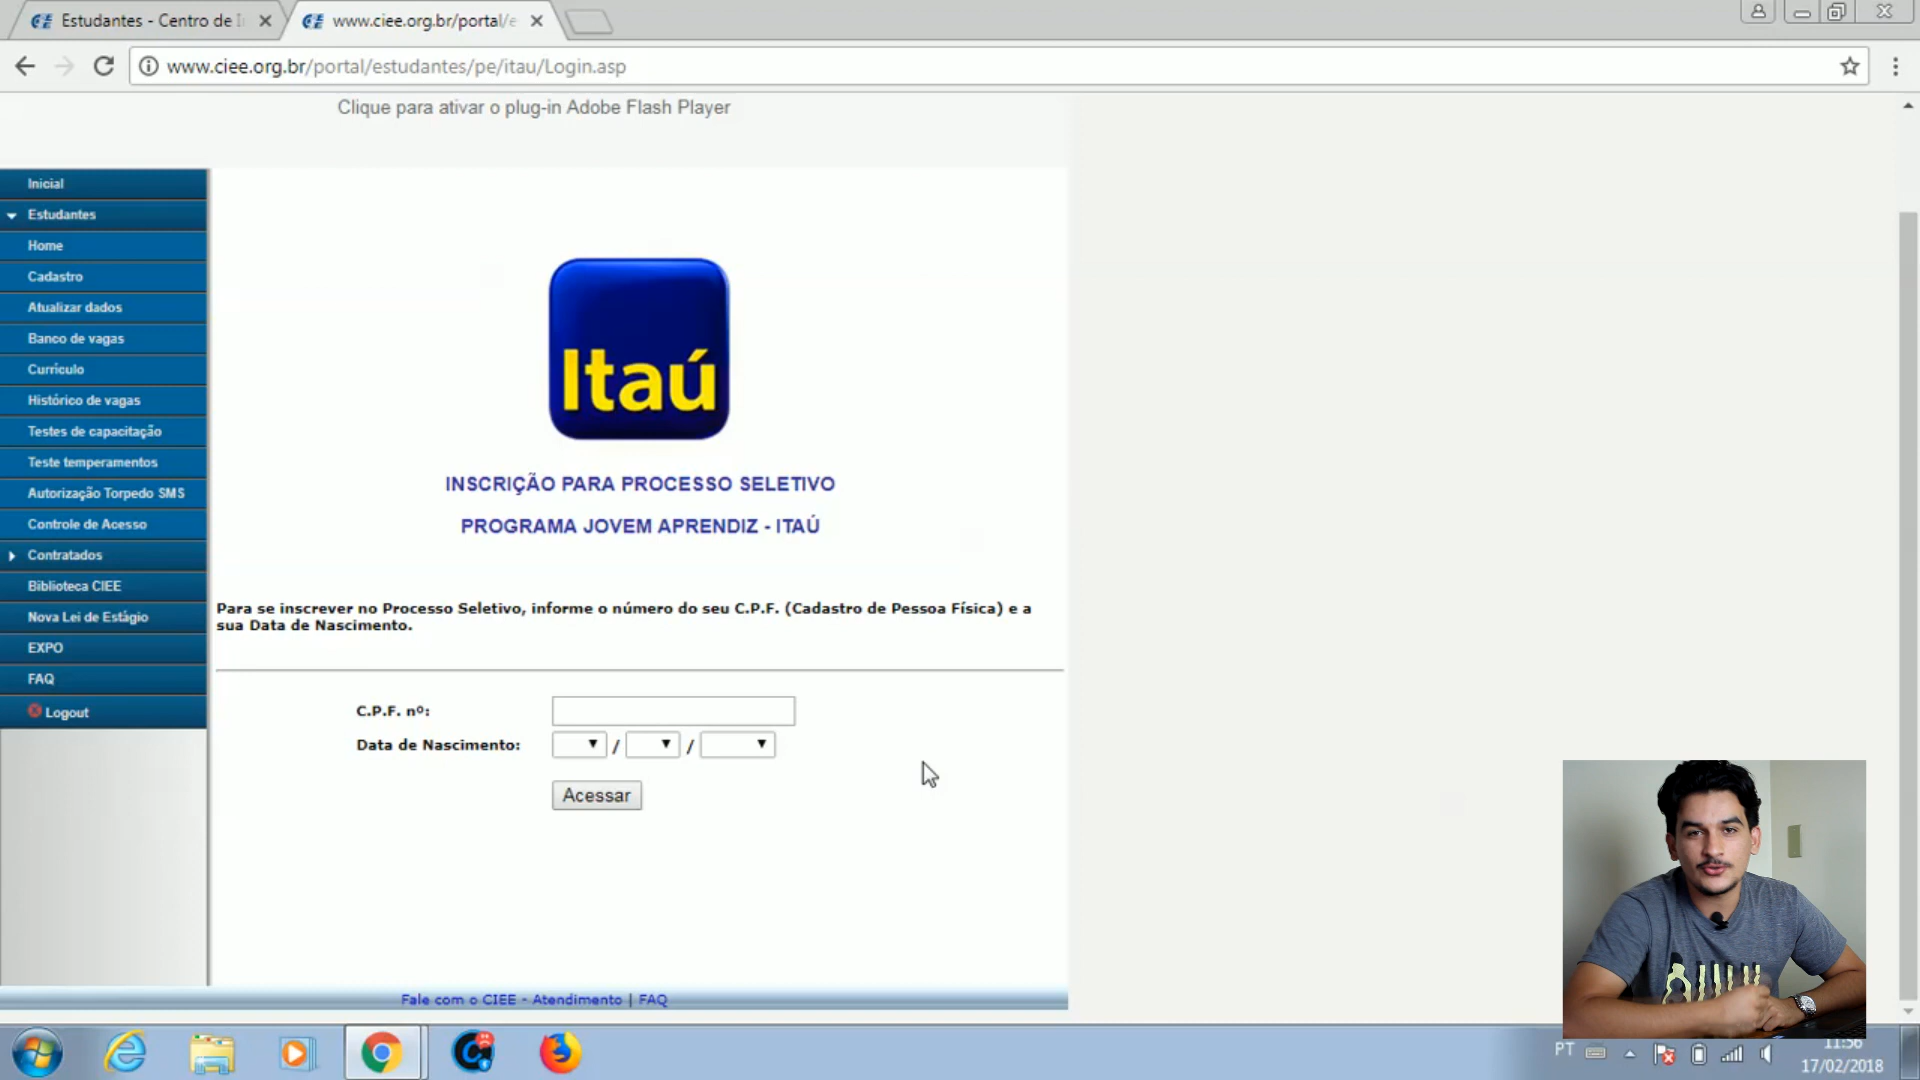 Estudantes - Centro de I
www.ciee.org.br/portal/e
www.ciee.org.br/portal/estudantes/pe/itau/Login.asp
Clique para ativar o plug-in Adobe Flash Player
Inicial
Estudantes
Home
Cadastro
Atualizar dados
Banco de vagas
Currículo
Histórico de vagas
Testes de capacitação
Teste temperamentos
Autorização Torpedo SMS
Controle de Acesso
Contratados
Biblioteca CIEE
Nova Lei de Estágio
EXPO
FAQ
Logout
Itaú
INSCRIÇÃO PARA PROCESSO SELETIVO
PROGRAMA JOVEM APRENDIZ - ITAÚ
Para se inscrever no Processo Seletivo, informe o número do seu C.P.F. (Cadastro de Pessoa Física) e a
sua Data de Nascimento.
C.P.F. nº:
Data de Nascimento: / /
Acessar
Fale com o CIEE - Atendimento | FAQ
PT
11:56
17/02/2018